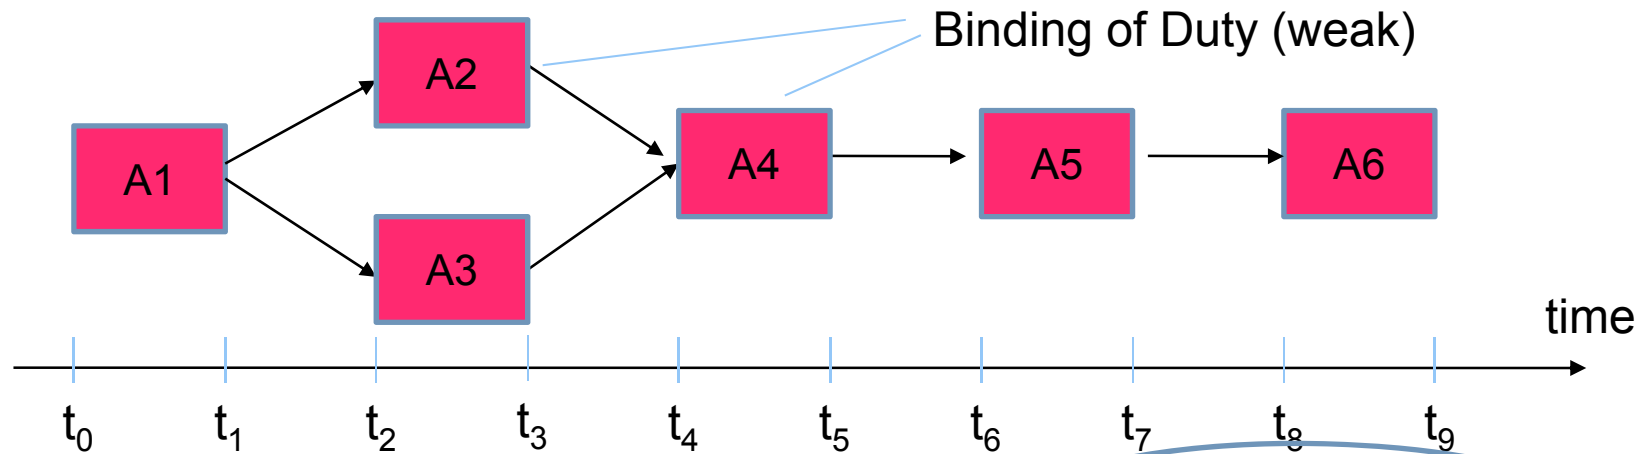 Binding of Duty (weak)
A2
A1
A4
A5
A6
A3
time
t0 t1 t2 t3 t4 t5 t6 t7 t8 t9